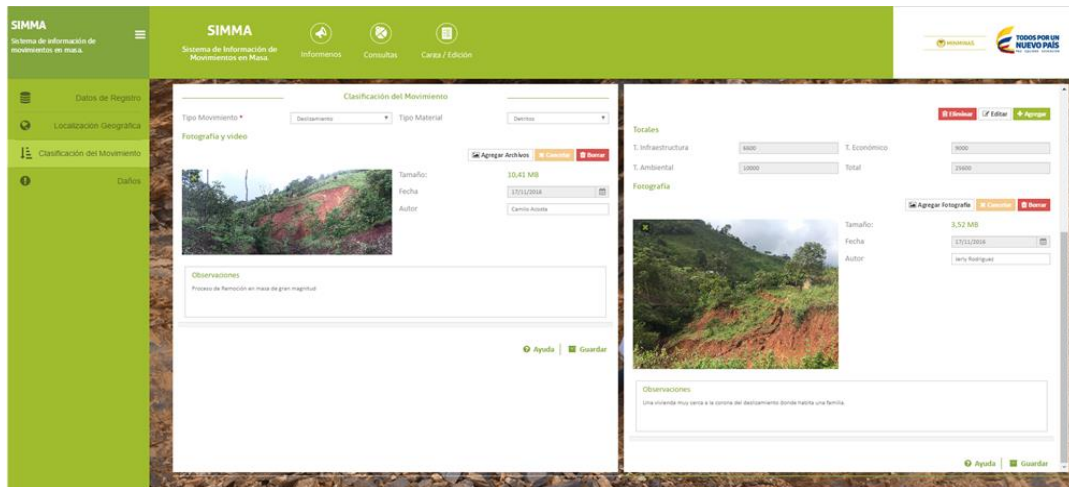 SIMMA
Sistema de información de
movimientos en masa.
SIMMA
Sistema de Información de
Movimientos en Masa
Informenos
Consultas
Carga / Edición
MINMINAS
TODOS POR UN
NUEVO PAÍS
Datos de Registro
Localización Geográfica
Clasificación del Movimiento
Daños
Clasificación del Movimiento
Tipo Movimiento *
Deslizamiento
Tipo Material
Detritos
Fotografía y video
Agregar Archivos
Cancelar
Borrar
Tamaño:
10,41 MB
Fecha
17/11/2016
Autor
Camilo Acosta
Observaciones
Proceso de Remoción en masa de gran magnitud
Ayuda
Guardar
Eliminar
Editar
Agregar
Totales
T. Infraestructura
6600
T. Económico
9000
T. Ambiental
10000
Total
25600
Fotografía
Agregar Fotografía
Cancelar
Borrar
Tamaño:
3,52 MB
Fecha
17/11/2016
Autor
Rodriguez
Observaciones
Una vivienda muy cerca a la corona del deslizamiento donde habita una familia.
Ayuda
Guardar